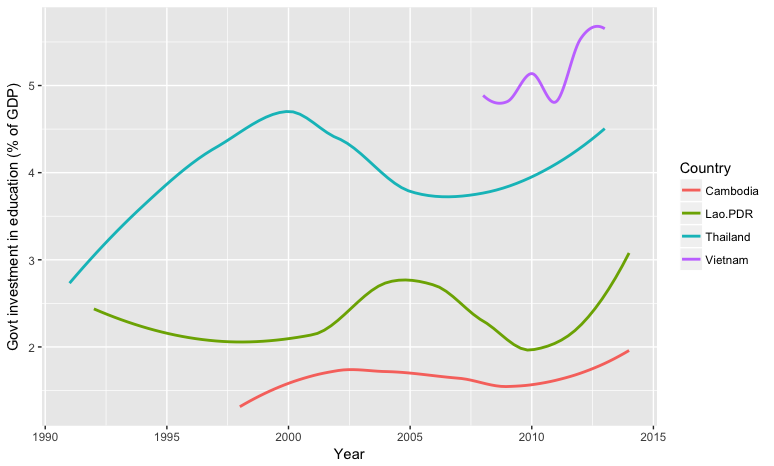 Govt investment in education (% of GDP)
5
4
3
2
1990 1995 2000 2005 2010 2015
Year
Country
Cambodia
Lao.PDR
Thailand
Vietnam